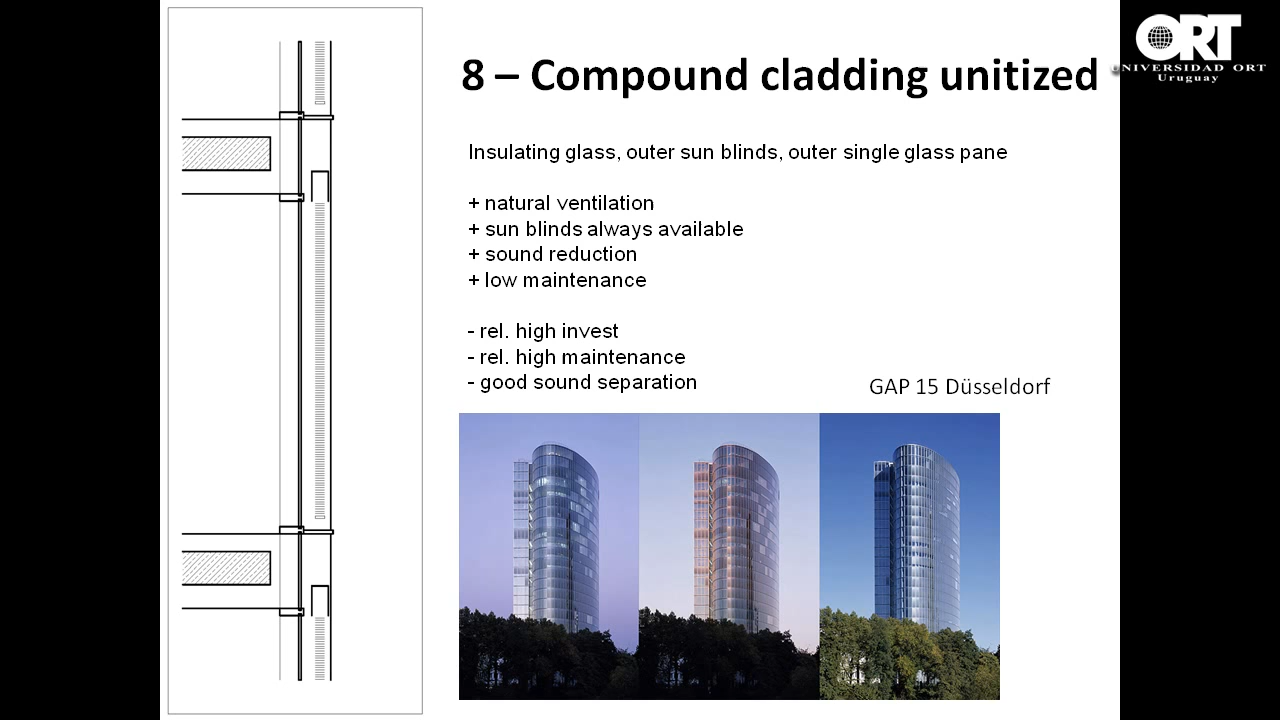 8 – Compound cladding unitized
ORT
UNIVERSIDAD ORT
Uruguay
Insulating glass, outer sun blinds, outer single glass pane
+ natural ventilation
+ sun blinds always available
+ sound reduction
+ low maintenance
- rel. high invest
- rel. high maintenance
- good sound separation
GAP 15 Düsseldorf